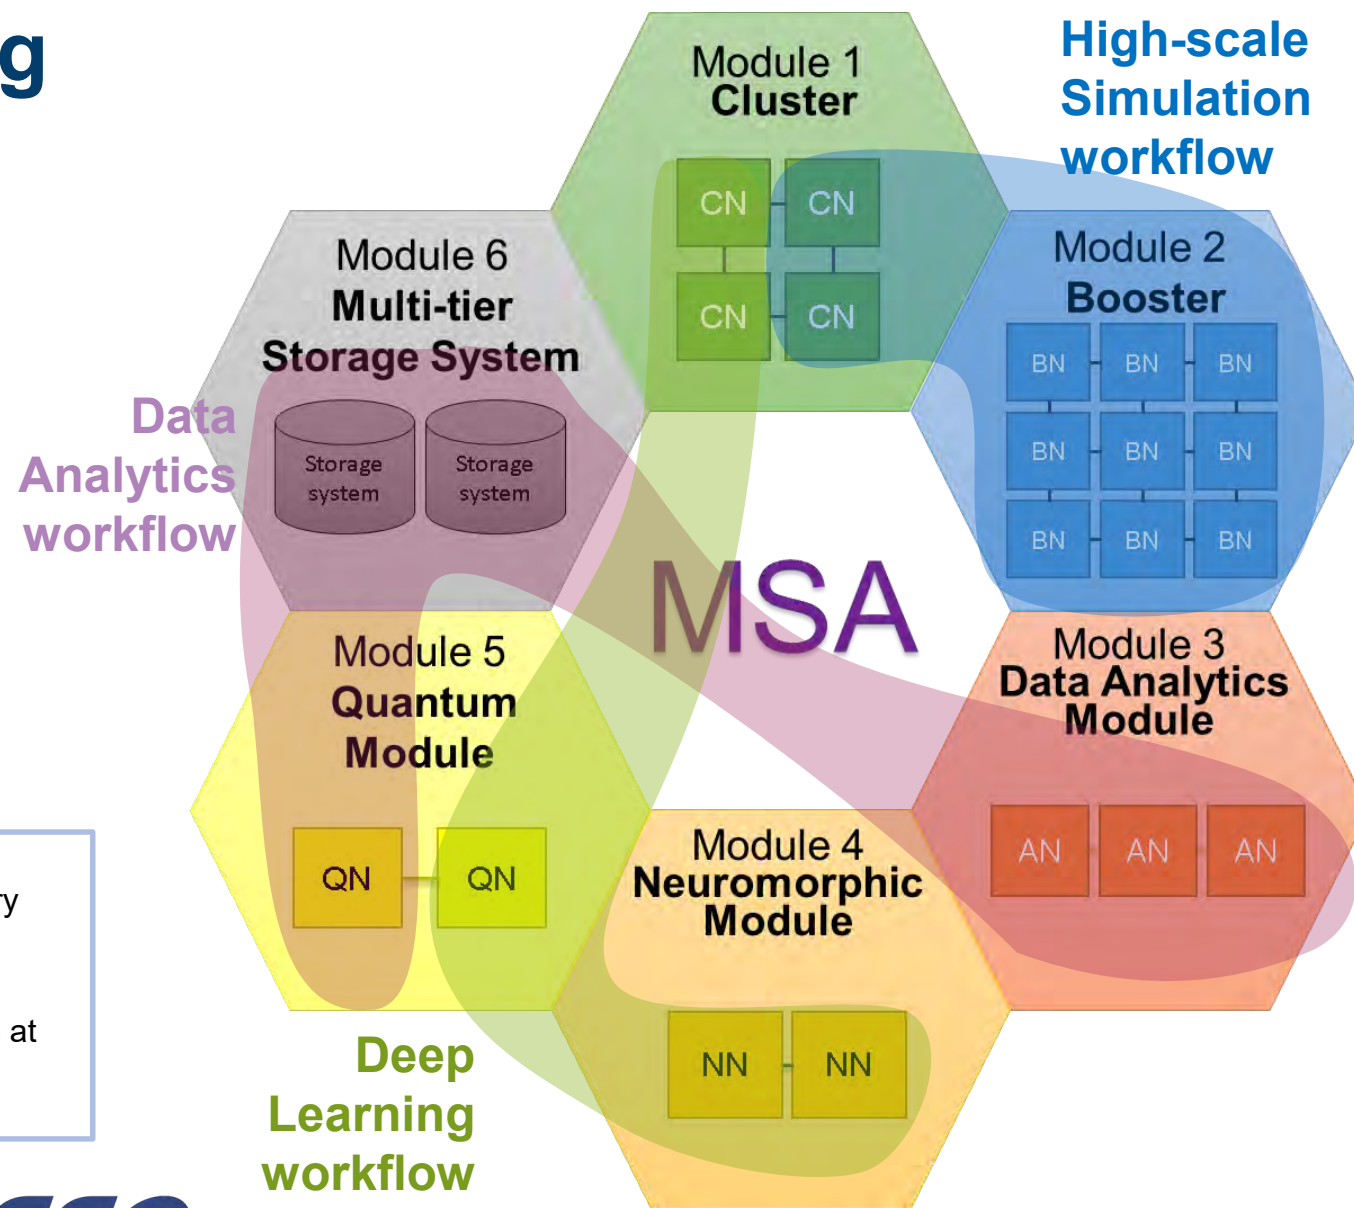 g
Module 1
Cluster
CN CN
CN CN
High-scale
Simulation
workflow
Module 2
Booster
BN BN BN
BN BN BN
BN BN BN
Module 6
Multi-tier
Storage System
Storage
system
Storage
system
Data
Analytics
workflow
MSA
Module 3
Data Analytics
Module
AN AN AN
Module 5
Quantum
Module
QN QN
Module 4
Neuromorphic
Module
NN NN
Deep
Learning
workflow
ry
at